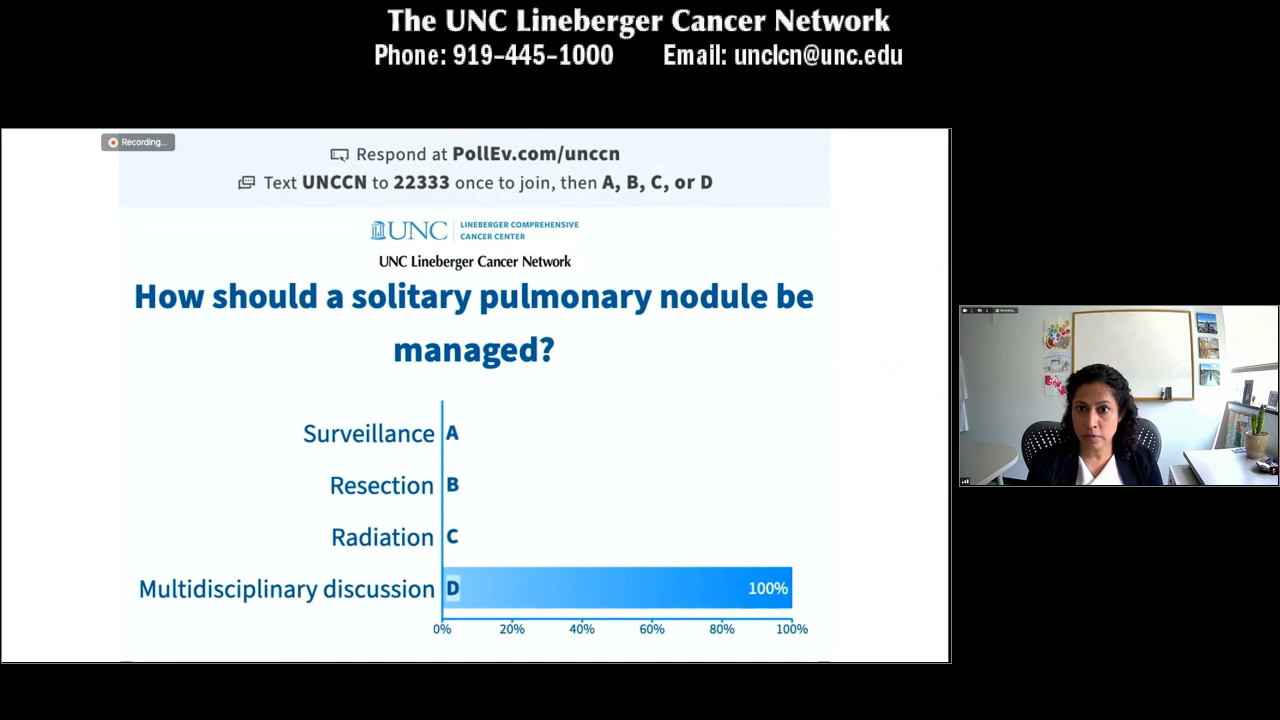 The UNC Lineberger Cancer Network
Phone: 919-445-1000 Email: unclcn@unc.edu
Recording...
Respond at PollEv.com/unccn
Text UNCCN to 22333 once to join, then A, B, C, or D
UNC LINEBERGER COMPREHENSIVE
CANCER CENTER
UNC Lineberger Cancer Network
How should a solitary pulmonary nodule be
managed?
Surveillance A
Resection B
Radiation C
Multidisciplinary discussion D 100%
0% 20% 40% 60% 80% 100%
Recording...